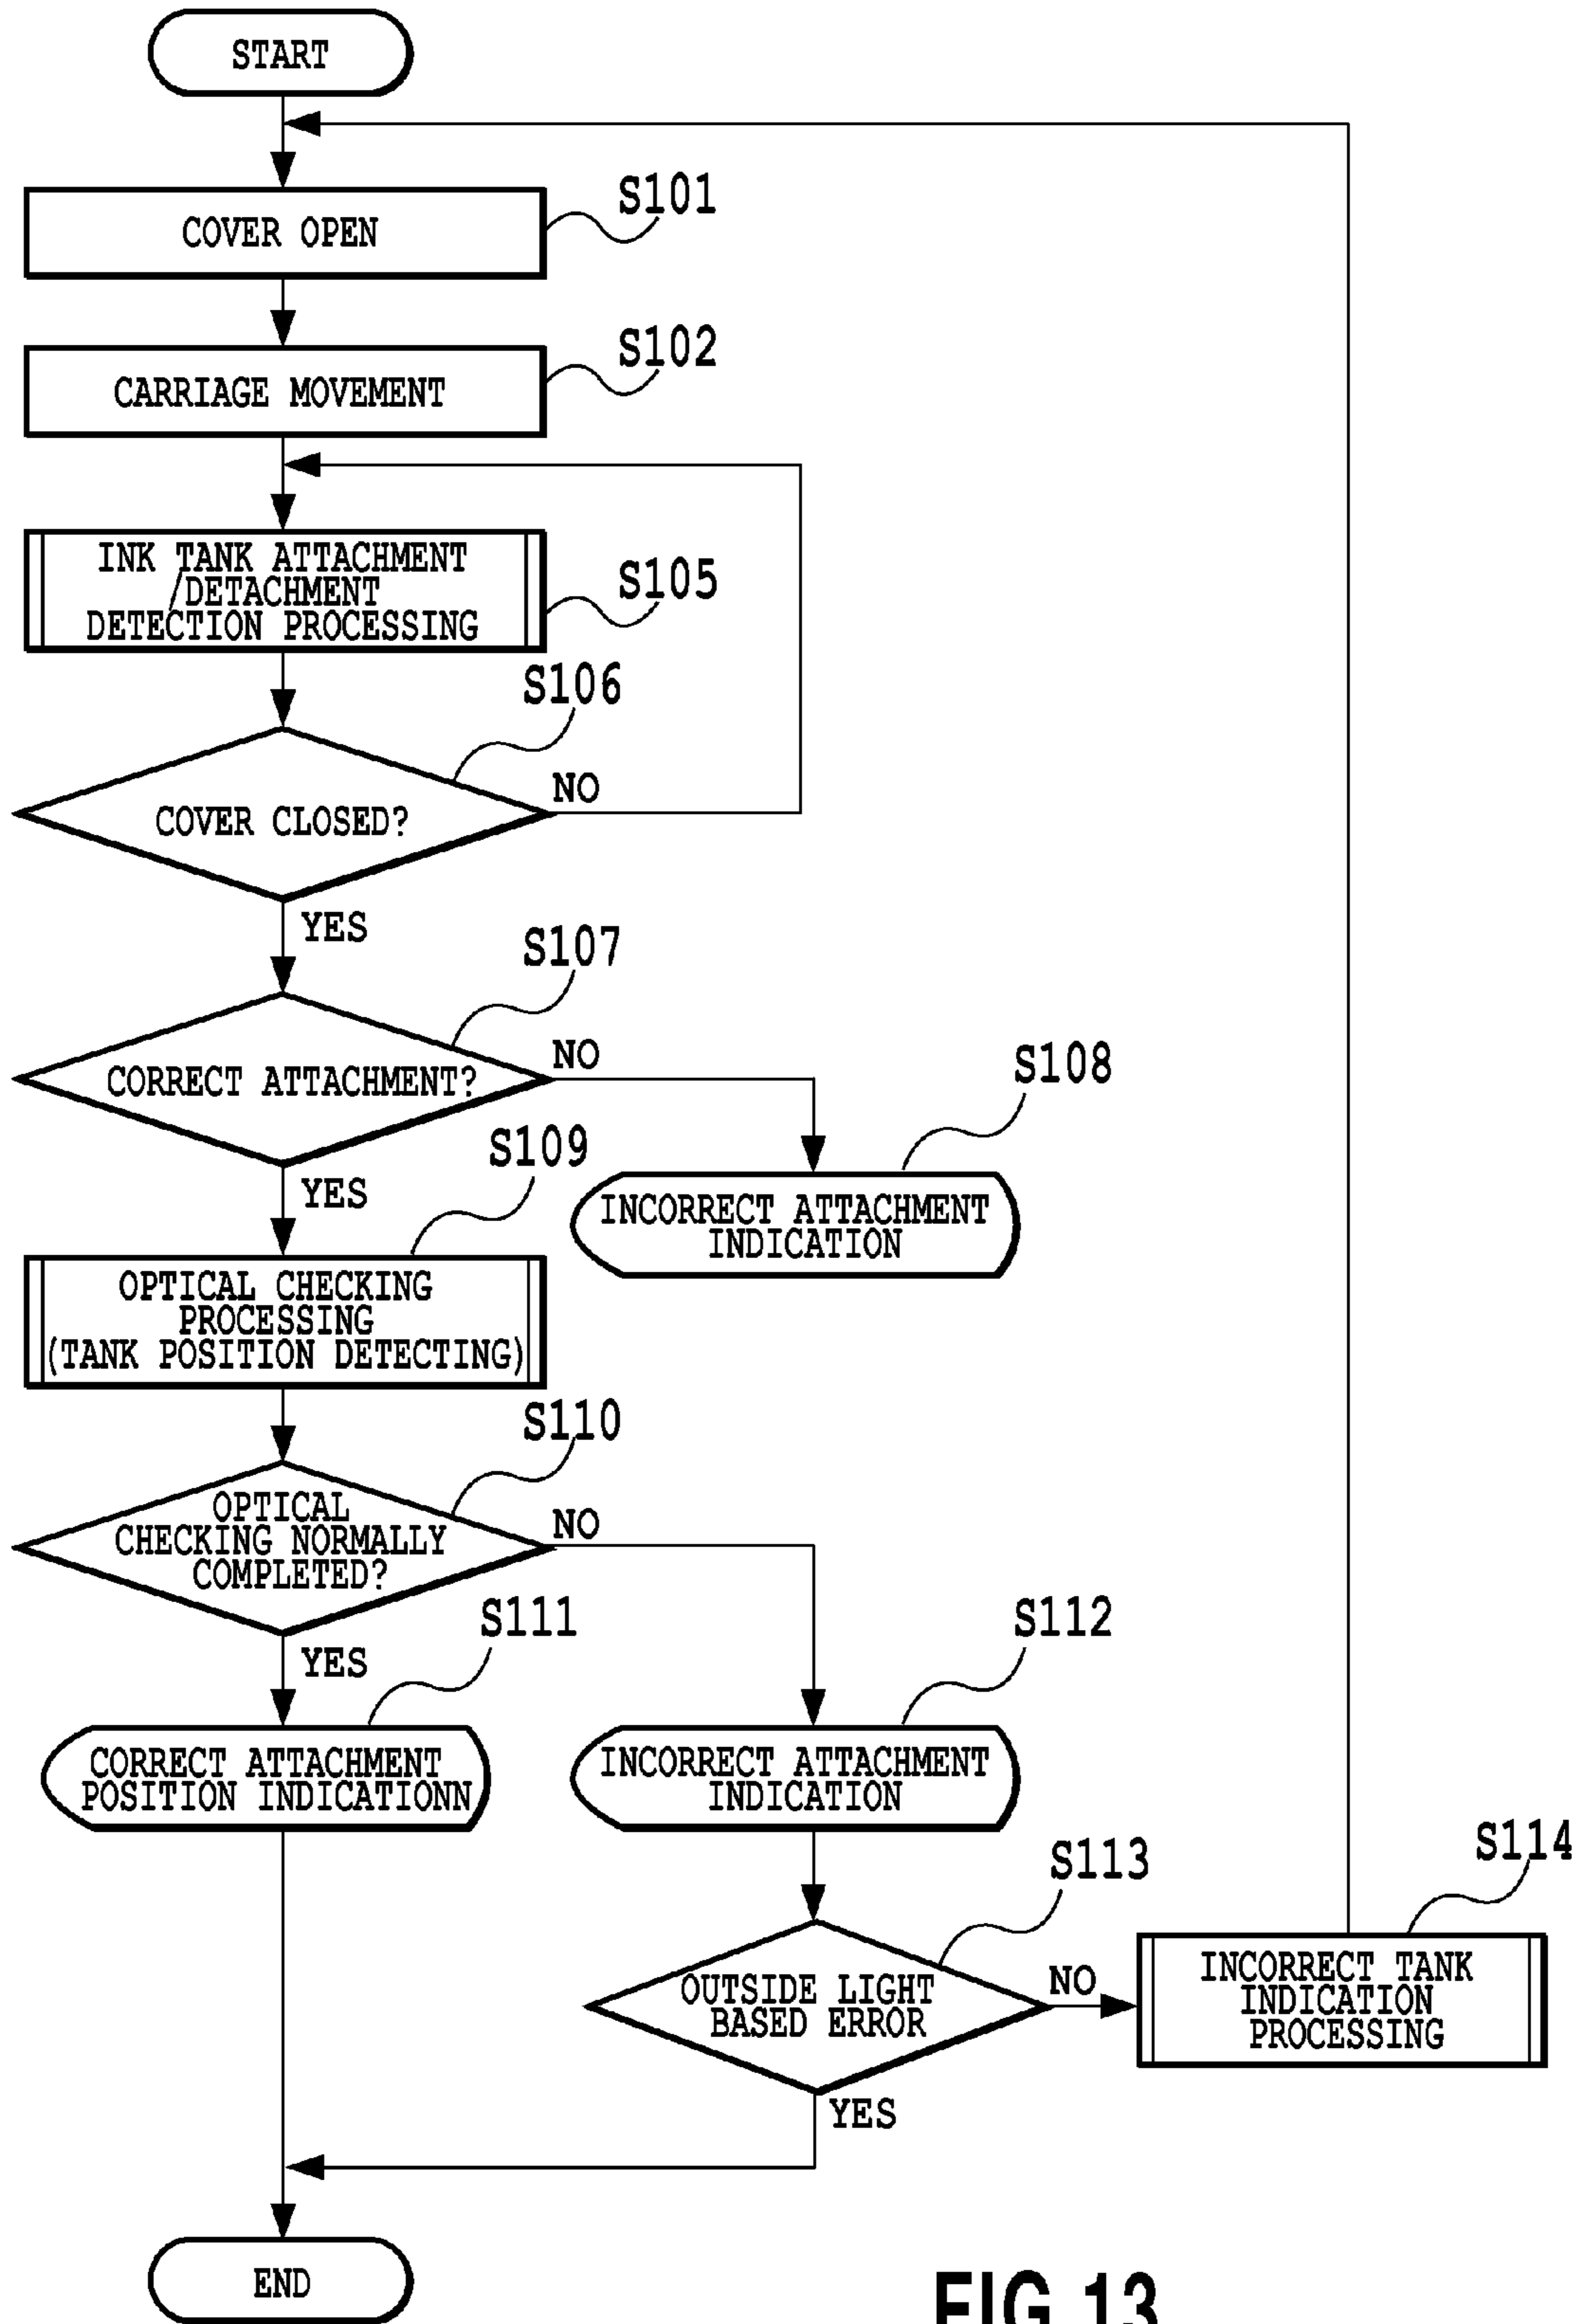 START
S101
COVER OPEN
S102
CARRIAGE MOVEMENT
INK TANK ATTACHMENT
/DETACHMENT
DETECTION PROCESSING
S105
S106
NO
COVER CLOSED?
YES
S107
NO
CORRECT ATTACHMENT?
S108
YES
INCORRECT ATTACHMENT
INDICATION
S109
OPTICAL CHECKING
PROCESSING
(TANK POSITION DETECTING)
S110
NO
OPTICAL
CHECKING NORMALLY
COMPLETED?
YES
S111
S112
CORRECT ATTACHMENT
POSITION INDICATIONN
INCORRECT ATTACHMENT
INDICATION
S113
S114
OUTSIDE LIGHT
BASED ERROR
NO
INCORRECT TANK
INDICATION
PROCESSING
YES
END
FIG.13